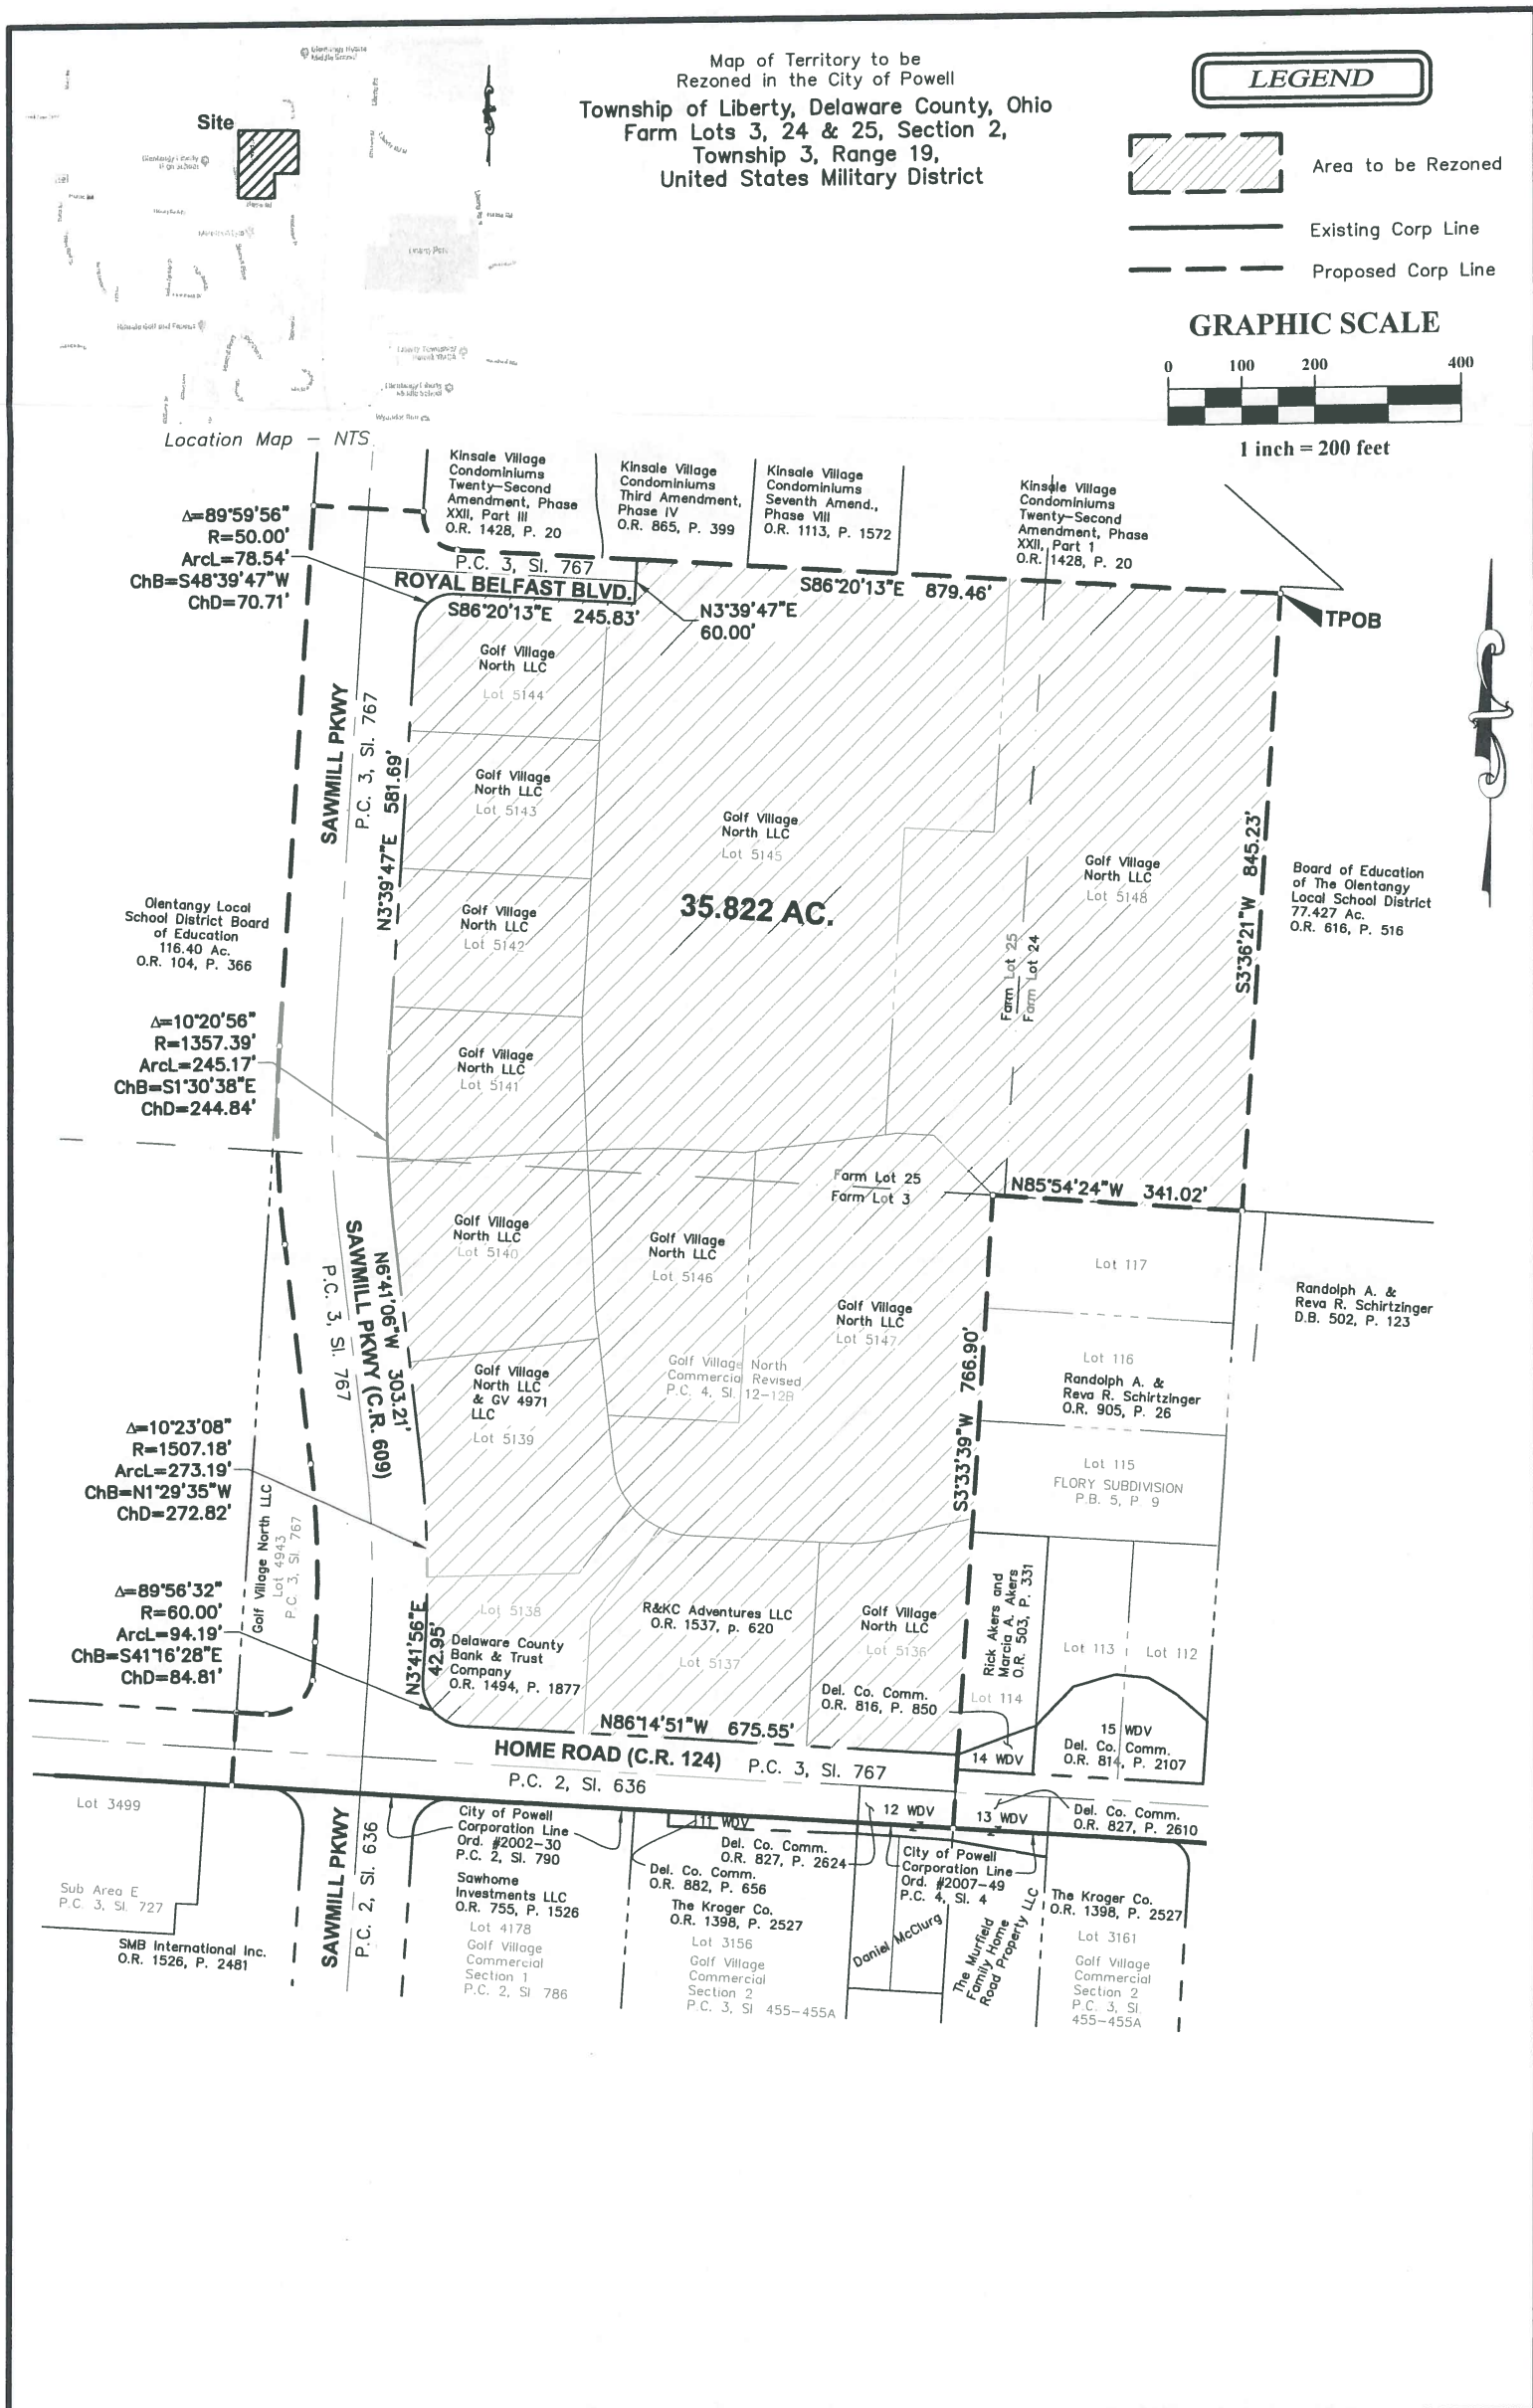 Map of Territory to be
Rezoned in the City of Powell
Township of Liberty, Delaware County, Ohio
Farm Lots 3, 24 & 25, Section 2,
Township 3, Range 19,
United States Military District
LEGEND
Area to be Rezoned
Existing Corp Line
Proposed Corp Line
GRAPHIC SCALE
0 100 200 400
1 inch = 200 feet
Site
Location Map - NTS
Kinsale Village
Condominiums
Twenty-Second
Amendment, Phase
XXII, Part III
O.R. 1428, P. 20
Kinsale Village
Condominiums
Third Amendment,
Phase IV
O.R. 865, P. 399
Kinsale Village
Condominiums
Seventh Amend.,
Phase VIII
O.R. 1113, P. 1572
Kinsale Village
Condominiums
Twenty-Second
Amendment, Phase
XXII, Part 1
O.R. 1428, P. 20
Δ=89°59'56"
R=50.00'
ArcL=78.54'
ChB=S48°39'47"W
ChD=70.71'
P.C. 3, Sl. 767
ROYAL BELFAST BLVD.
S86°20'13"E 245.83'
N3°39'47"E
60.00'
S86°20'13"E 879.46'
TPOB
Golf Village
North LLC
Lot 5144
SAWMILL PKWY
P.C. 3, Sl. 767
N3°39'47"E 581.69'
Golf Village
North LLC
Lot 5143
Golf Village
North LLC
Lot 5145
35.822 AC.
Golf Village
North LLC
Lot 5148
S3°36'21"W 845.23'
Board of Education
of The Olentangy
Local School District
77.427 Ac.
O.R. 616, P. 516
Olentangy Local
School District Board
of Education
116.40 Ac.
O.R. 104, P. 366
Golf Village
North LLC
Lot 5142
Farm Lot 25
Farm Lot 24
Δ=10°20'56"
R=1357.39'
ArcL=245.17'
ChB=S1°30'38"E
ChD=244.84'
Golf Village
North LLC
Lot 5141
Farm Lot 25
Farm Lot 3
N85°54'24"W 341.02'
Golf Village
North LLC
Lot 5140
Golf Village
North LLC
Lot 5146
Golf Village
North LLC
Lot 5147
Lot 117
Randolph A. &
Reva R. Schirtzinger
D.B. 502, P. 123
N6°41'06"W 303.21'
SAWMILL PKWY (C.R. 609)
P.C. 3, Sl. 767
Golf Village North
Commercial Revised
P.C. 4, Sl. 12-12B
S3°33'39"W 766.90'
Lot 116
Randolph A. &
Reva R. Schirtzinger
O.R. 905, P. 26
Golf Village
North LLC
& GV 4971
LLC
Lot 5139
Δ=10°23'08"
R=1507.18'
ArcL=273.19'
ChB=N1°29'35"W
ChD=272.82'
Lot 115
FLORY SUBDIVISION
P.B. 5, P 9
Golf Village North LLC
Lot 4943
P.C. 3, Sl. 767
Δ=89°56'32"
R=60.00'
ArcL=94.19'
ChB=S41°16'28"E
ChD=84.81'
N3°41'56"E
42.95'
Lot 5138
Delaware County
Bank & Trust
Company
O.R. 1494, P. 1877
R&KC Adventures LLC
O.R. 1537, p. 620
Lot 5137
Golf Village
North LLC
Lot 5136
Del. Co. Comm.
O.R. 816, P. 850
Rick Akers and
Marcia A. Akers
O.R. 503, P. 331
Lot 114
Lot 113
Lot 112
15 WDV
Del. Co. Comm.
O.R. 814, P. 2107
14 WDV
N86°14'51"W 675.55'
HOME ROAD (C.R. 124)
P.C. 3, Sl. 767
P.C. 2, Sl. 636
Lot 3499
Sub Area E
P.C. 3, Sl. 727
SMB International Inc.
O.R. 1526, P. 2481
SAWMILL PKWY
P.C. 2, Sl. 636
City of Powell
Corporation Line
Ord. #2002-30
P.C. 2, Sl. 790
Sawhome
Investments LLC
O.R. 755, P. 1526
Lot 4178
Golf Village
Commercial
Section 1
P.C. 2, Sl 786
11 WDV
Del. Co. Comm.
O.R. 827, P. 2624
Del. Co. Comm.
O.R. 882, P. 656
The Kroger Co.
O.R. 1398, P. 2527
Lot 3156
Golf Village
Commercial
Section 2
P.C. 3, Sl 455-455A
12 WDV
13 WDV
Del. Co. Comm.
O.R. 827, P. 2610
City of Powell
Corporation Line
Ord. #2007-49
P.C. 4, Sl. 4
Daniel McClurg
The Murfield
Family Home
Road Property LLC
The Kroger Co.
O.R. 1398, P. 2527
Lot 3161
Golf Village
Commercial
Section 2
P.C. 3, Sl.
455-455A